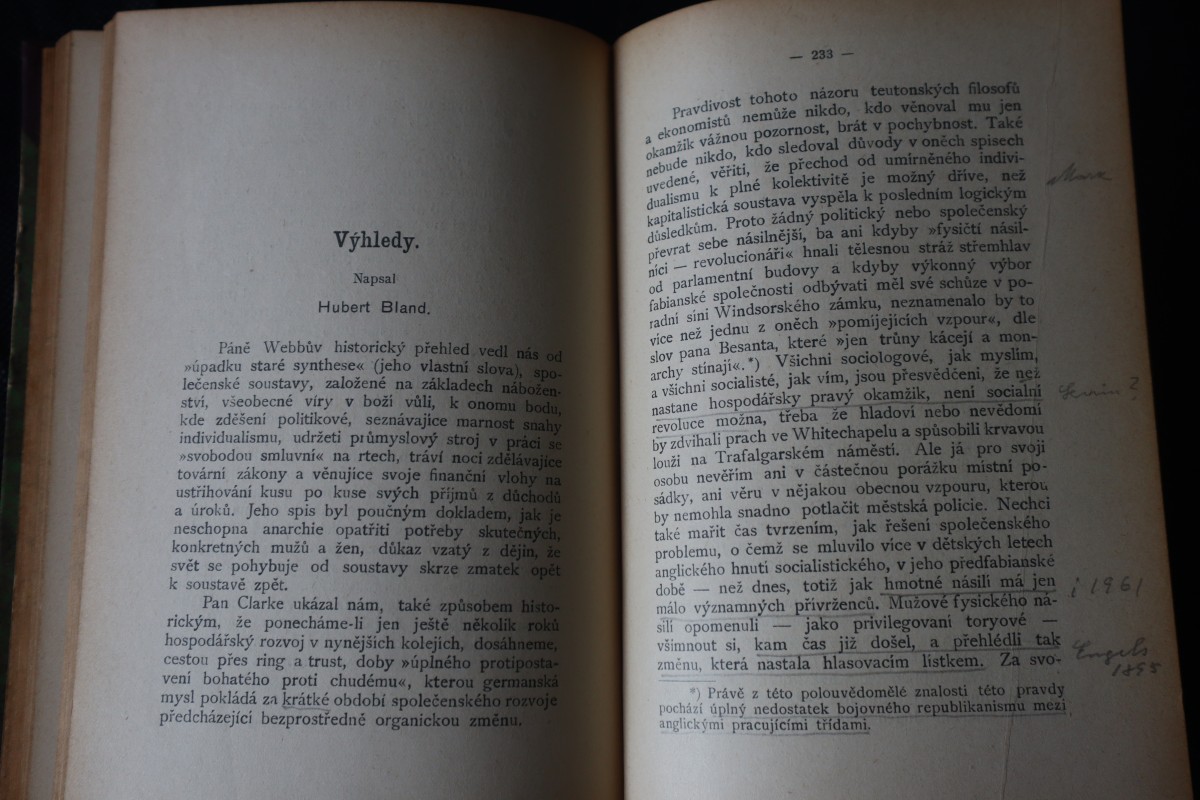 Výhledy.
Napsal
Hubert Bland.
Páně Webbův historický přehled vedl nás od
»úpadku staré synthese« (jeho vlastní slova), spo-
lečenské soustavy, založené na základech nábožen-
ství, všeobecné víry v boží vůli, k onomu bodu,
kde zděšení politikové, seznávajíce marnost snahy
individualismu, udržeti průmyslový stroj v práci se
»svobodou smluvní« na rtech, tráví noci zdělávajíce
tovární zákony a věnujíce svoje finanční vlohy na
ustřihování kusu po kuse svých příjmů z důchodů
a úroků. Jeho spis byl poučným dokladem, jak je
neschopna anarchie opatřiti potřeby skutečných,
konkretných mužů a žen, důkaz vzatý z dějin, že
svět se pohybuje od soustavy skrze zmatek opět
k soustavě zpět.
Pan Clarke ukázal nám, také způsobem histo-
rickým, že ponecháme-li jen ještě několik roků
hospodářský rozvoj v nynějších kolejích, dosáhneme,
cestou přes ring a trust, doby »úplného protiposta-
vení bohatého proti chudému«, kterou germanská
mysl pokládá za krátké období společenského rozvoje
předcházející bezprostředně organickou změnu.
— 233 —
Pravdivost tohoto názoru teutonských filosofů
a ekonomistů nemůže nikdo, kdo věnoval mu jen
okamžik vážnou pozornost, brát v pochybnost. Také
nebude nikdo, kdo sledoval důvody v oněch spisech
uvedené, věřiti, že přechod od umírněného indivi-
dualismu k plné kolektivitě je možný dříve, než
kapitalistická soustava vyspěla k posledním logickým
důsledkům. Proto žádný politický nebo společenský
převrat sebe násilnější, ba ani kdyby »fysičtí násil-
níci — revolucionáři« hnali tělesnou stráž střemhlav
od parlamentní budovy a kdyby výkonný výbor
fabianské společnosti odbývati měl své schůze v po-
radní síni Windsorského zámku, neznamenalo by to
více než jednu z oněch »pomíjejících vzpour«, dle
slov pana Besanta, které »jen trůny kácejí a mon-
archy stínají«.*) Všichni sociologové, jak myslím,
a všichni socialisté, jak vím, jsou přesvědčeni, že než
nastane hospodářsky pravý okamžik, není socialní
revoluce možna, třeba že hladoví nebo nevědomí
by zdvihali prach ve Whitechapelu a spůsobili krvavou
louži na Trafalgarském náměstí. Ale já pro svoji
osobu nevěřím ani v částečnou porážku místní po-
sádky, ani věru v nějakou obecnou vzpouru, kterou
by nemohla snadno potlačit městská policie. Nechci
také mařit čas tvrzením, jak řešení společenského
problemu, o čemž se mluvilo více v dětských letech
anglického hnutí socialistického, v jeho předfabianské
době — než dnes, totiž jak hmotné násilí má jen
málo významných přívrženců. Mužové fysického ná-
silí opomenuli — jako privilegovaní toryové —
všimnout si, kam čas již došel, a přehlédli tak
změnu, která nastala hlasovacím lístkem. Za svo-
*) Právě z této polouvědomělé znalosti této pravdy
pochází úplný nedostatek bojovného republikanismu mezi
anglickými pracujícími třídami.
Marx
Lenin?
i 1961
Engels
1895